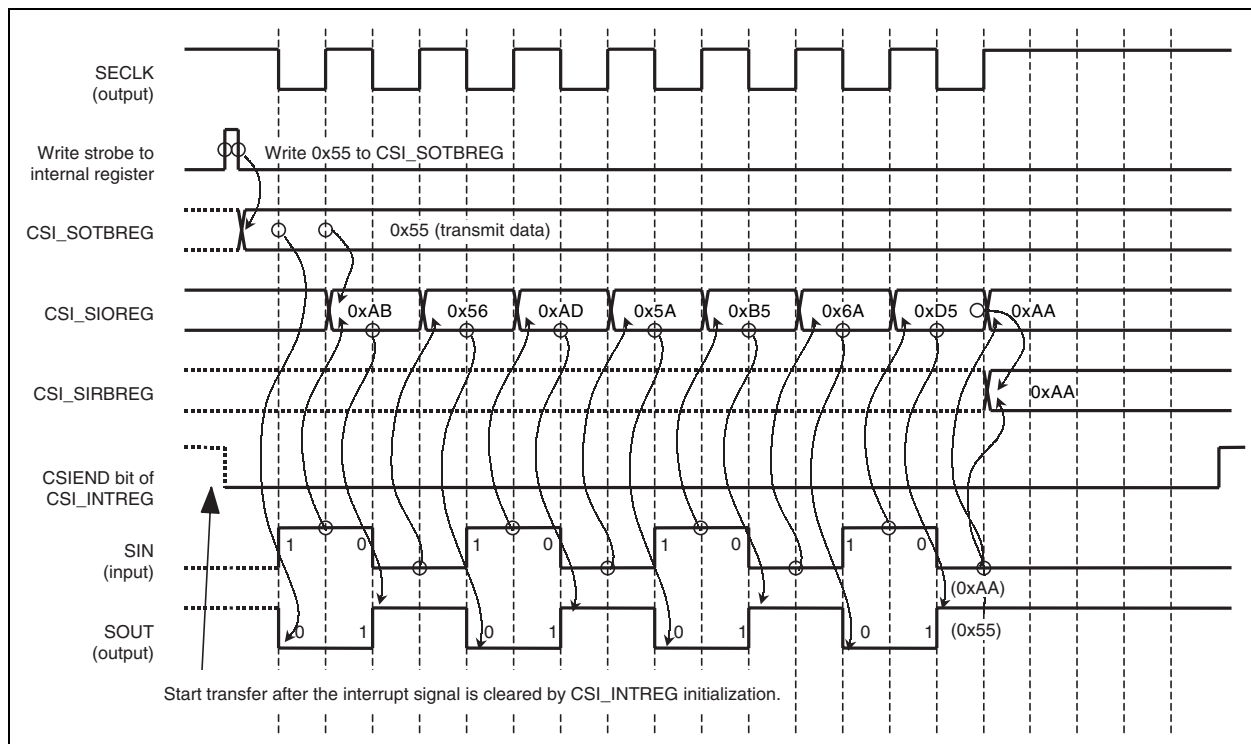 SECLK
(output)
Write strobe to
internal register
Write 0x55 to CSI_SOTBREG
CSI_SOTBREG
0x55 (transmit data)
CSI_SIOREG
0xAB
0x56
0xAD
0x5A
0xB5
0x6A
0xD5
0xAA
CSI_SIRBREG
0xAA
CSIEND bit of
CSI_INTREG
SIN
(input)
1 0 1 0 1 0 1 0
(0xAA)
SOUT
(output)
0 1 0 1 0 1 0 1
(0x55)
Start transfer after the interrupt signal is cleared by CSI_INTREG initialization.